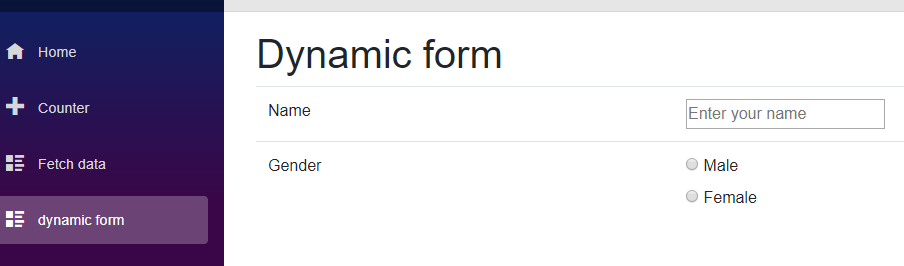 Home
Counter
Fetch data
dynamic form
Dynamic form
Name
Enter your name
Gender
Male
Female